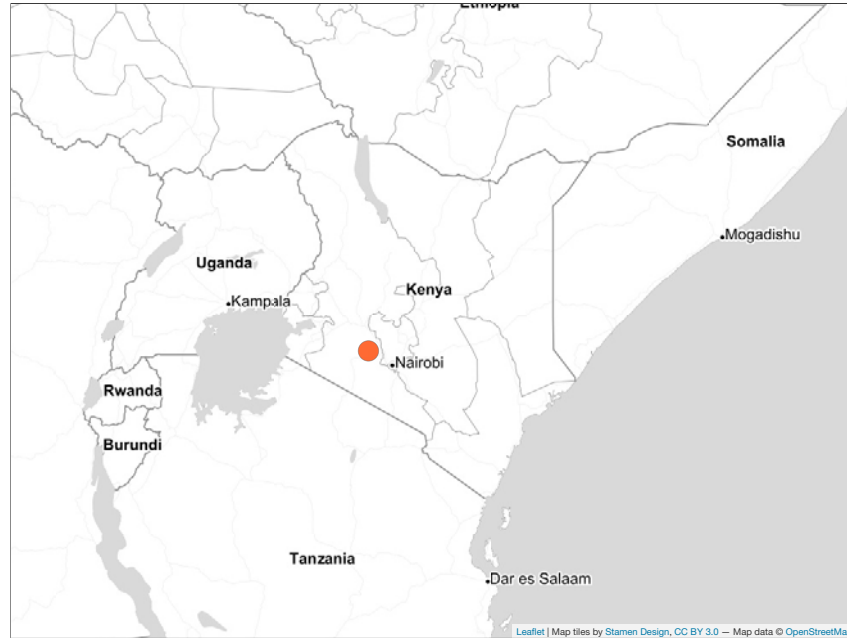 Ethiopia
Somalia
Mogadishu
Uganda
Kampala
Kenya
Nairobi
Rwanda
Burundi
Tanzania
Dar es Salaam
Leaflet | Map tiles by Stamen Design, CC BY 3.0 — Map data © OpenStreetMa